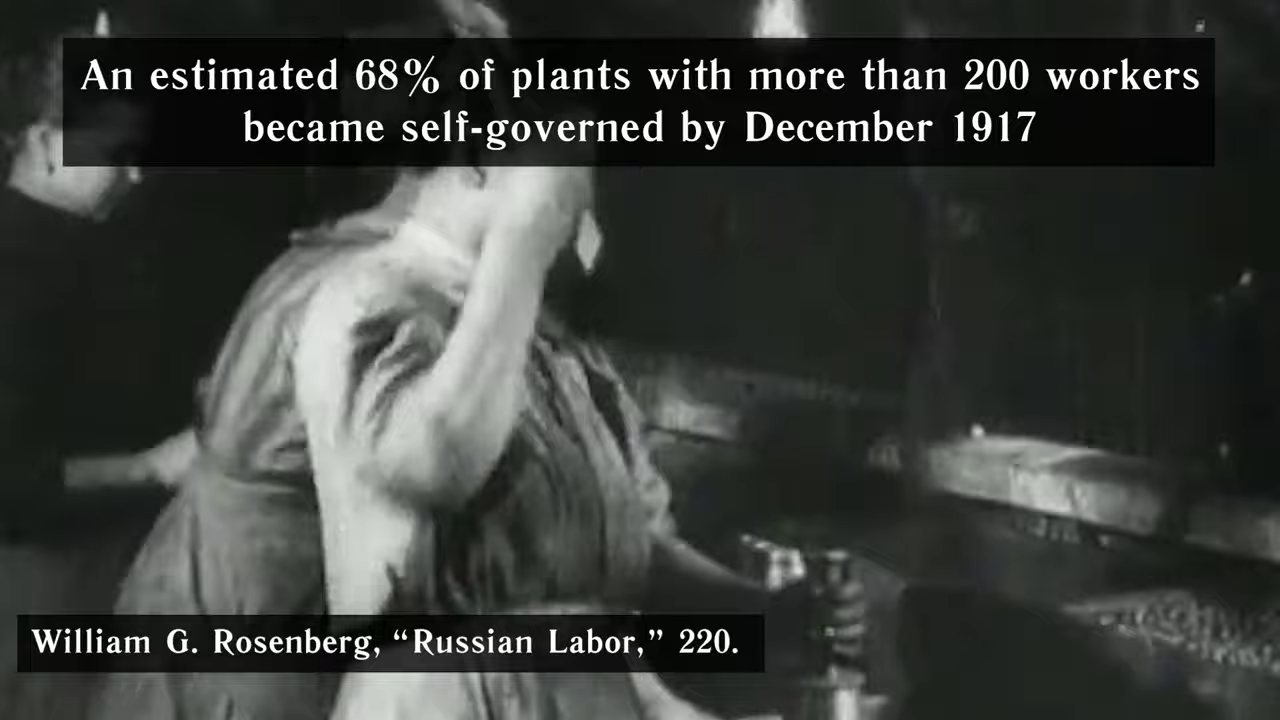 An estimated 68% of plants with more than 200 workers
became self-governed by December 1917
William G. Rosenberg, “Russian Labor,” 220.